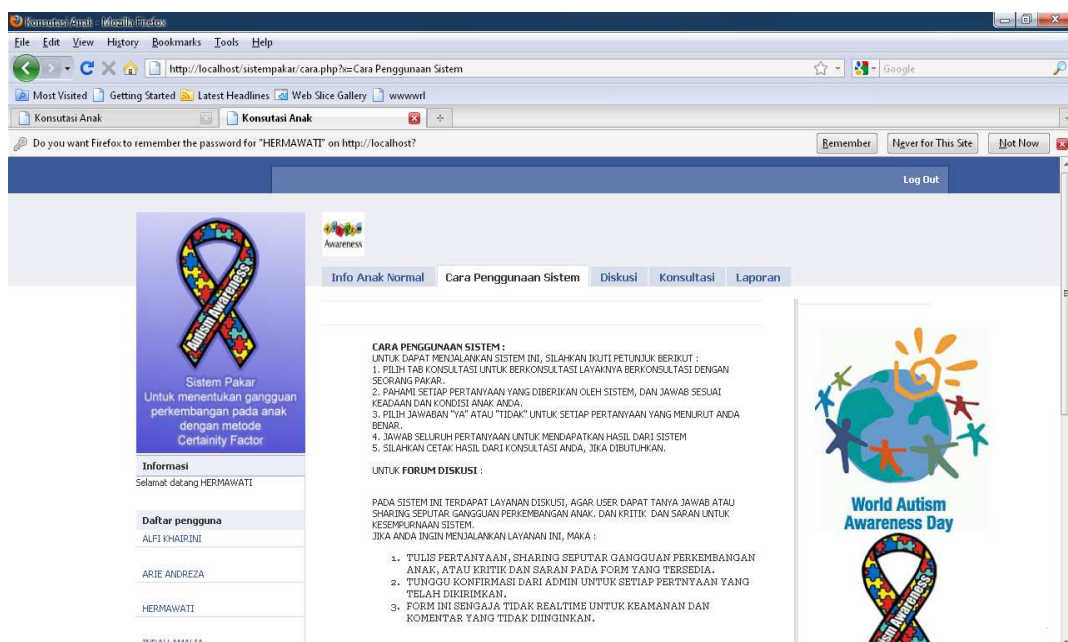 Konsutasi Anak - Mozilla Firefox
File Edit View History Bookmarks Tools Help
http://localhost/sistempakar/cara.php?x=Cara Penggunaan Sistem
Google
Most Visited Getting Started Latest Headlines Web Slice Gallery wwwwrl
Konsutasi Anak Konsutasi Anak
Do you want Firefox to remember the password for "HERMAWATI" on http://localhost? Remember Never for This Site Not Now
Log Out
Autism Awareness
Sistem Pakar
Untuk menentukan gangguan
perkembangan pada anak
dengan metode
Certainity Factor
Informasi
Selamat datang HERMAWATI
Daftar pengguna
ALFI KHAIRINI
ARIE ANDREZA
HERMAWATI
Awareness
Info Anak Normal Cara Penggunaan Sistem Diskusi Konsultasi Laporan
CARA PENGGUNAAN SISTEM :
UNTUK DAPAT MENJALANKAN SISTEM INI, SILAHKAN IKUTI PETUNJUK BERIKUT :
1. PILIH TAB KONSULTASI UNTUK BERKONSULTASI LAYAKNYA BERKONSULTASI DENGAN
SEORANG PAKAR.
2. PAHAMI SETIAP PERTANYAAN YANG DIBERIKAN OLEH SISTEM, DAN JAWAB SESUAI
KEADAAN DAN KONDISI ANAK ANDA.
3. PILIH JAWABAN "YA" ATAU "TIDAK" UNTUK SETIAP PERTANYAAN YANG MENURUT ANDA
BENAR.
4. JAWAB SELURUH PERTANYAAN UNTUK MENDAPATKAN HASIL DARI SISTEM
5. SILAHKAN CETAK HASIL DARI KONSULTASI ANDA, JIKA DIBUTUHKAN.
UNTUK FORUM DISKUSI :
PADA SISTEM INI TERDAPAT LAYANAN DISKUSI, AGAR USER DAPAT TANYA JAWAB ATAU
SHARING SEPUTAR GANGGUAN PERKEMBANGAN ANAK. DAN KRITIK DAN SARAN UNTUK
KESEMPURNAAN SISTEM.
JIKA ANDA INGIN MENJALANKAN LAYANAN INI, MAKA :
1. TULIS PERTANYAAN, SHARING SEPUTAR GANGGUAN PERKEMBANGAN
ANAK, ATAU KRITIK DAN SARAN PADA FORM YANG TERSEDIA.
2. TUNGGU KONFIRMASI DARI ADMIN UNTUK SETIAP PERTNYAAN YANG
TELAH DIKIRIMKAN.
3. FORM INI SENGAJA TIDAK REALTIME UNTUK KEAMANAN DAN
KOMENTAR YANG TIDAK DIINGINKAN.
World Autism
Awareness Day